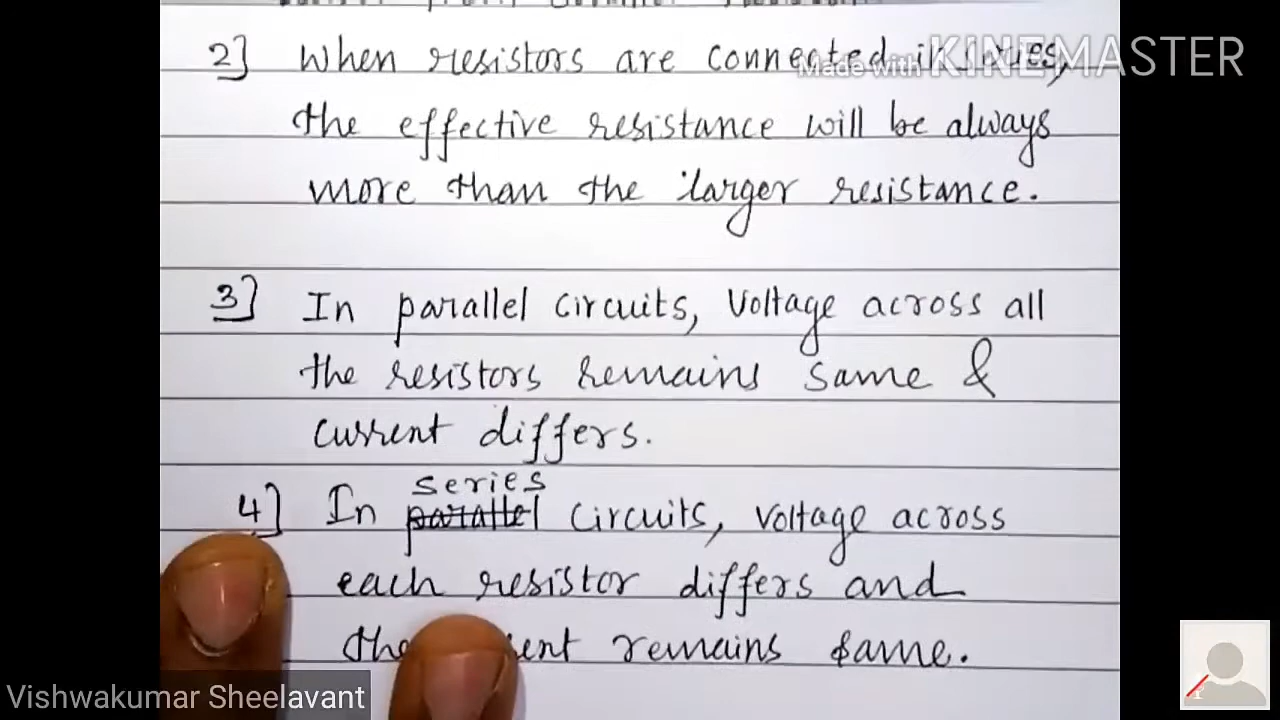 2] When resistors are connected in series,
Made with KINEMASTER
the effective resistance will be always
more than the larger resistance.
3] In parallel circuits, Voltage across all
the resistors remains same &
current differs.
series
4] In parallel circuits, voltage across
each resistor differs and
the remains same.
Vishwakumar Sheelavant